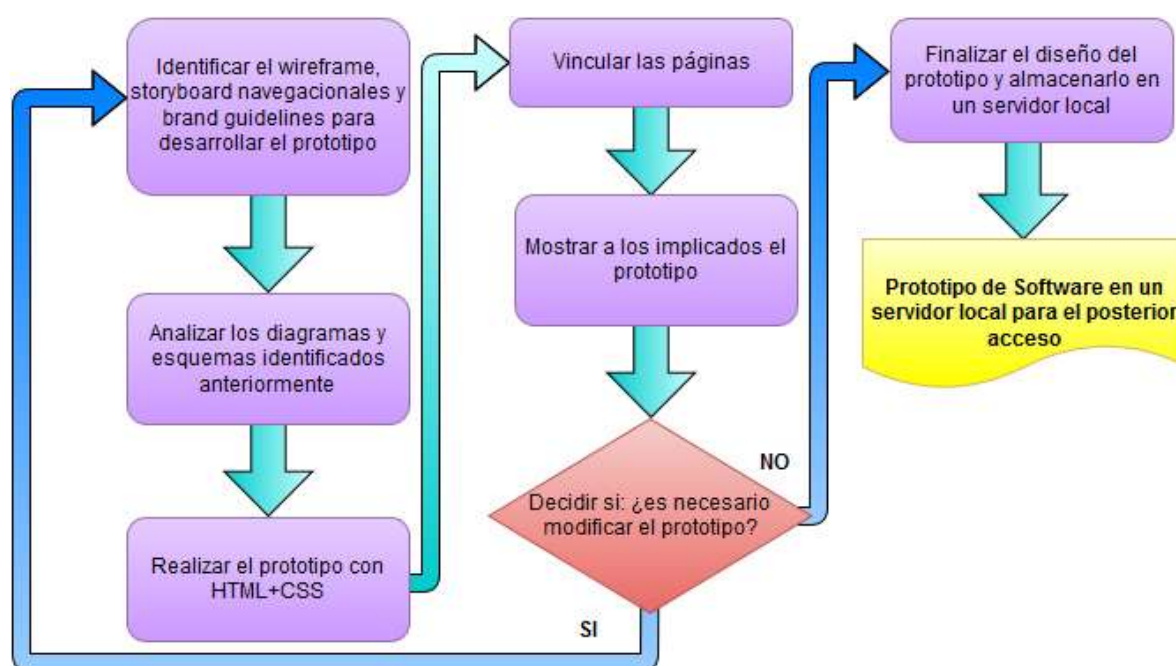 Identificar el wireframe,
storyboard navegacionales y
brand guidelines para
desarrollar el prototipo
Analizar los diagramas y
esquemas identificados
anteriormente
Realizar el prototipo con
HTML+CSS
Vincular las páginas
Mostrar a los implicados el
prototipo
Decidir si: ¿es necesario
modificar el prototipo?
SI
NO
Finalizar el diseño del
prototipo y almacenarlo en
un servidor local
Prototipo de Software en un
servidor local para el posterior
acceso